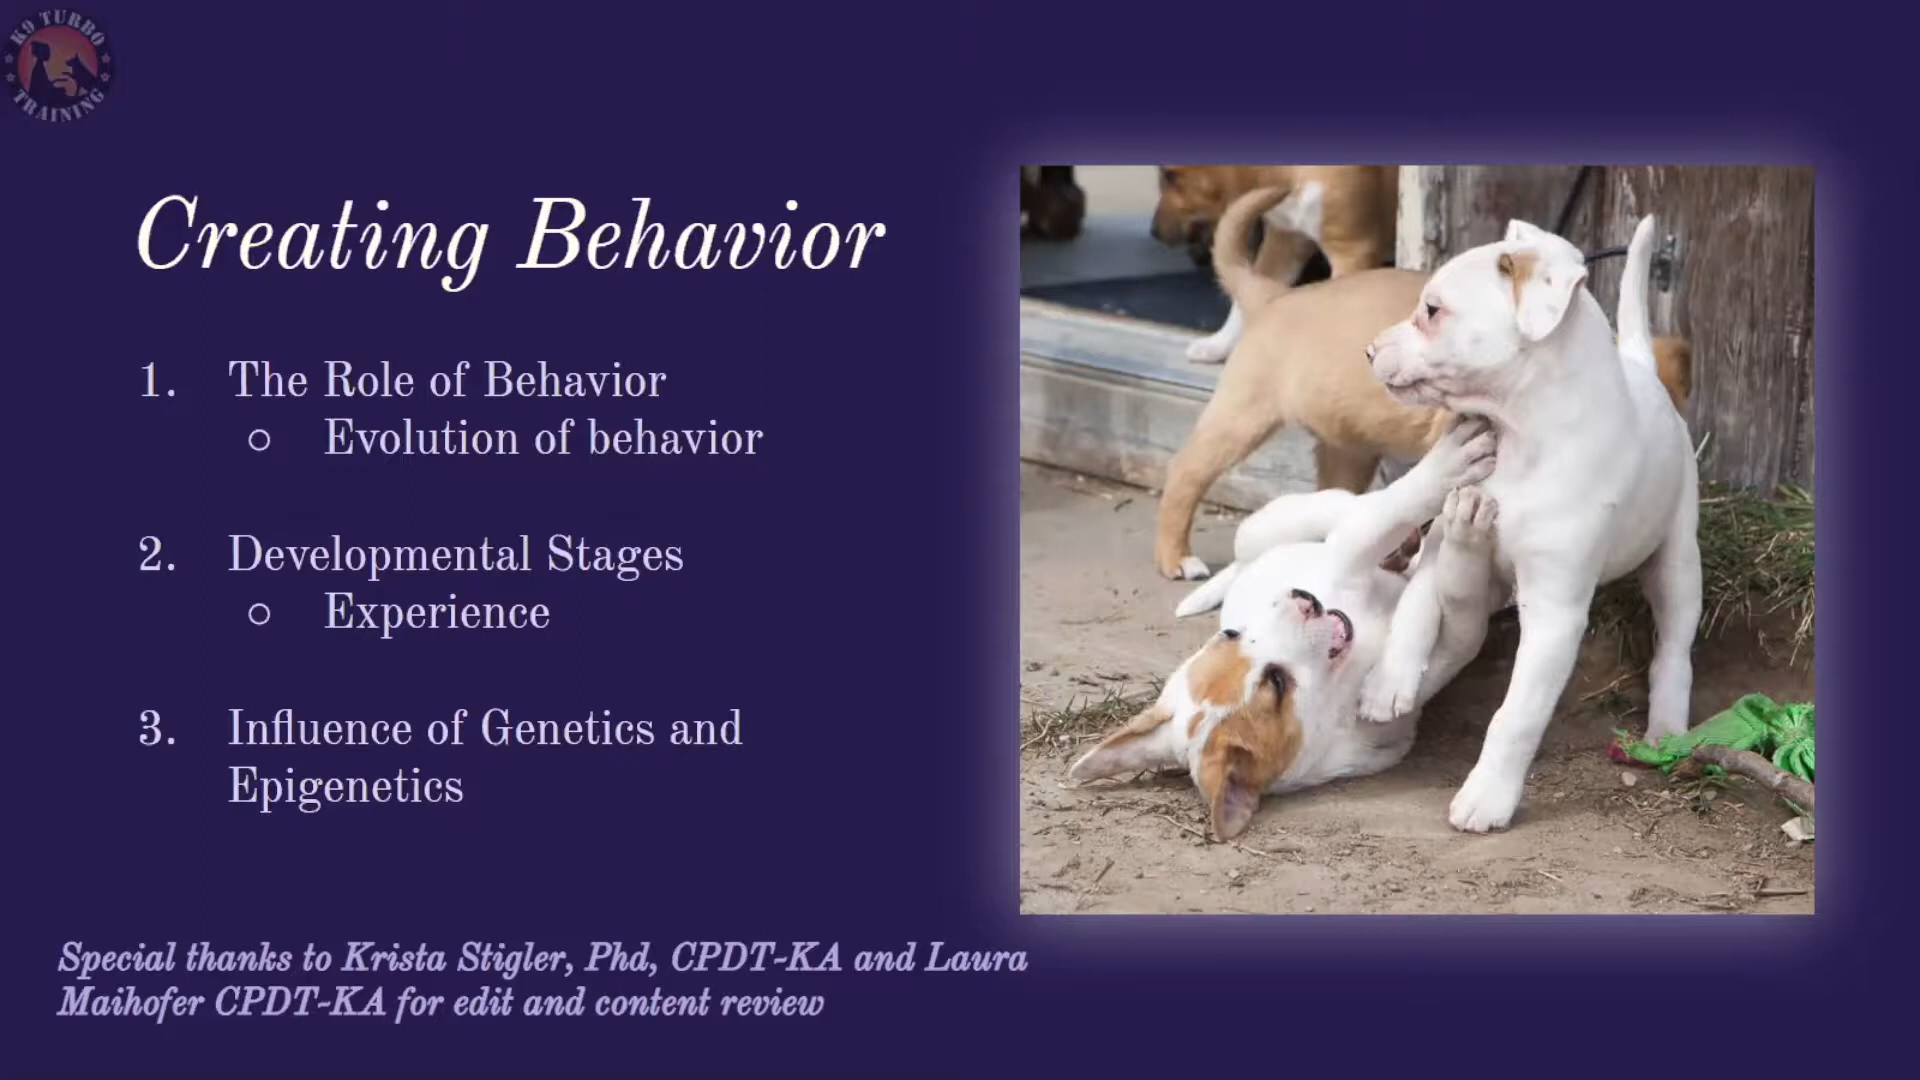 K9 TURBO
TRAINING
Creating Behavior
1. The Role of Behavior
○ Evolution of behavior
2. Developmental Stages
○ Experience
3. Influence of Genetics and
Epigenetics
Special thanks to Krista Stigler, Phd, CPDT-KA and Laura
Maihofer CPDT-KA for edit and content review